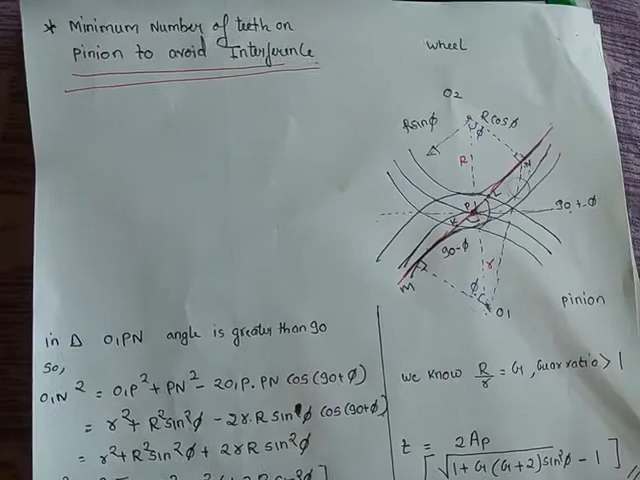 * Minimum Number of teeth on
Pinion to avoid Interference
wheel
O2
Rsinφ
Rcosφ
φ
R
N
L
P
K
90+φ
90-φ
r
M
φ
O1
pinion
in Δ O1PN angle is greater than 90
so,
O1N² = O1P² + PN² - 2O1P. PN cos(90+φ)
= r² + R²sin²φ - 2r.R sin φ cos(90+φ)
= r² + R²sin²φ + 2rR sin²φ
we know R/r = G, Gear ratio > 1
t = 2Ap / [√1+G(G+2)sin²φ - 1]